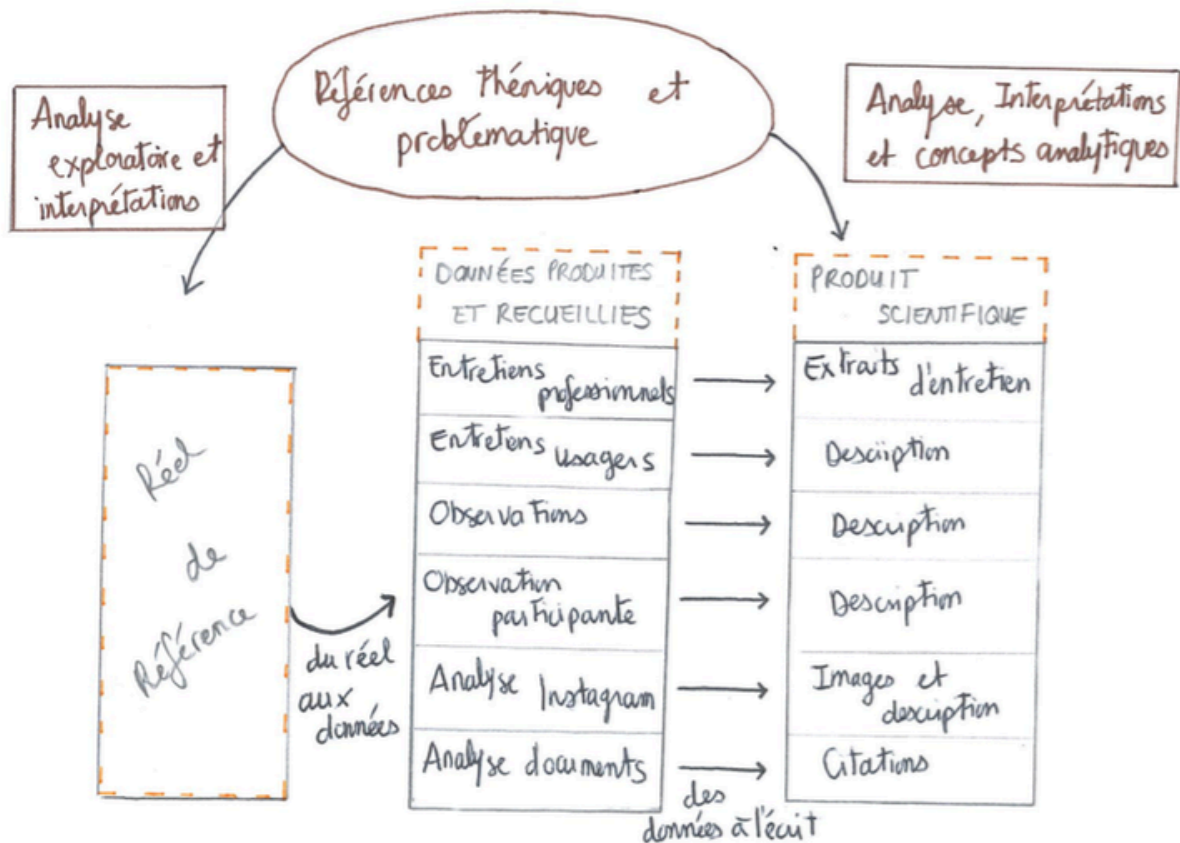 Références théniques et
problématique
Analyse
exploratoire et
interprétations
Analyse, Interprétations
et concepts analytiques
DONNÉES PRODUITES
ET RECUEILLIES
PRODUIT
SCIENTIFIQUE
Réel
de
Référence
du réel
aux
données
Entretiens
professionnels
Extraits
d'entretien
Entretiens
usagers
Description
Observations
Description
Observation
participante
Description
Analyse
Instagram
Images et
description
Analyse documents
Citations
des
données à l'écrit